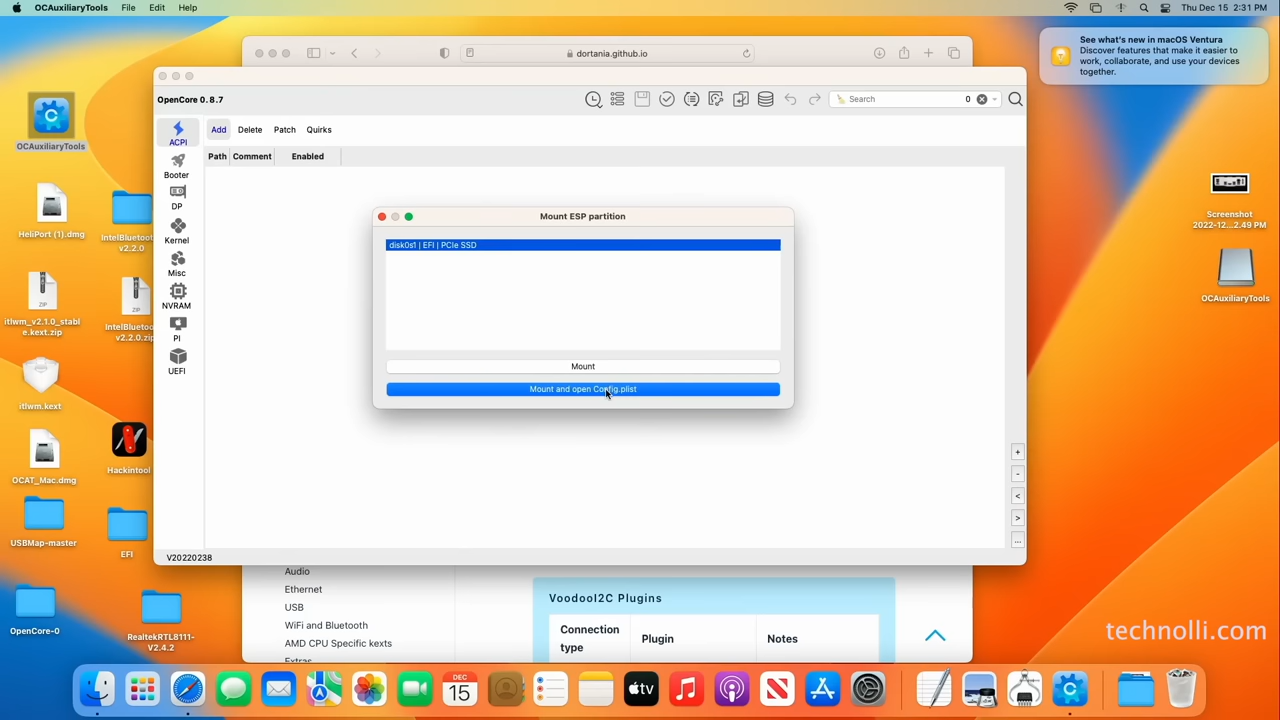 OCAuxiliaryTools File Edit Help
Thu Dec 15 2:31 PM
See what's new in macOS Ventura
Discover features that make it easier to
work, collaborate, and use your devices
together.
dortania.github.io
OpenCore 0.8.7
Search
0
ACPI
Booter
DP
Kernel
Misc
NVRAM
PI
UEFI
Add Delete Patch Quirks
Path Comment Enabled
Mount ESP partition
disk0s1 | EFI | PCIe SSD
Mount
Mount and open Config.plist
+
-
<
>
...
V20220238
OCAuxiliaryTools
HeliPort (1).dmg
v2.2.0
ZIP
itlwm_v2.1.0_stabl
e.kext.zip
ZIP
itlwm.kext
Hackintool
OCAT_Mac.dmg
USBMap-master
EFI
OpenCore-0
RealtekRTL8111-
V2.4.2
Screenshot
2022-12...2.49 PM
OCAuxiliaryTools
Audio
Ethernet
USB
WiFi and Bluetooth
AMD CPU Specific kexts
Extras
VoodooI2C Plugins
Connection
type
Plugin
Notes
technolli.com
DEC
15
tv